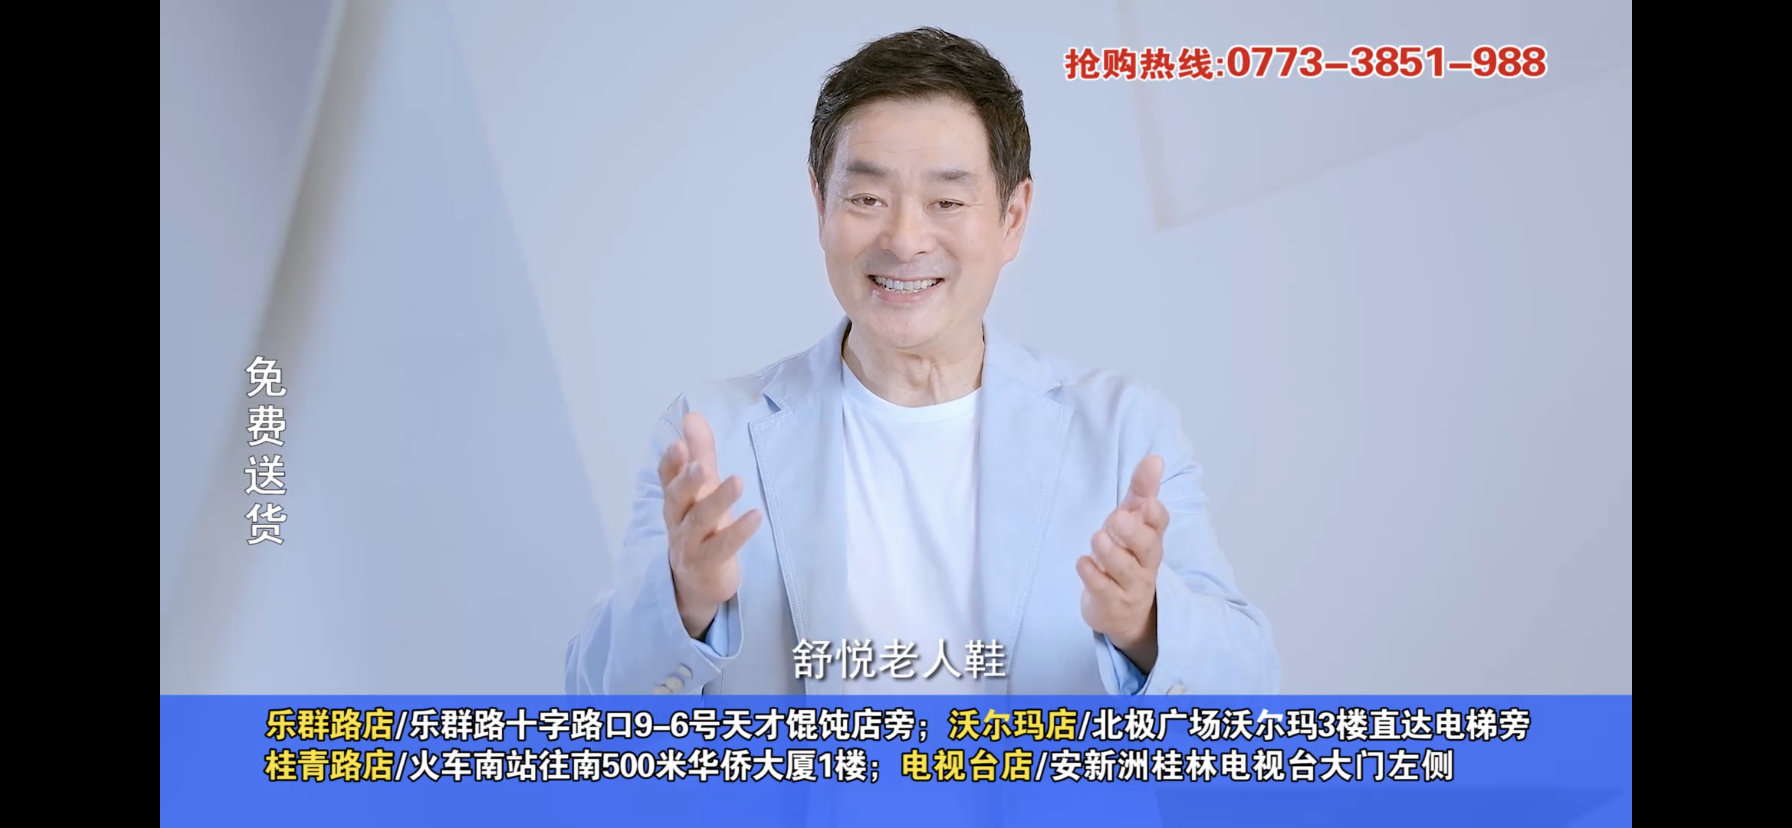 抢购热线:0773-3851-988
免费送货
舒悦老人鞋
乐群路店/乐群路十字路口9-6号天才馄饨店旁；沃尔玛店/北极广场沃尔玛3楼直达电梯旁
桂青路店/火车南站往南500米华侨大厦1楼；电视台店/安新洲桂林电视台大门左侧